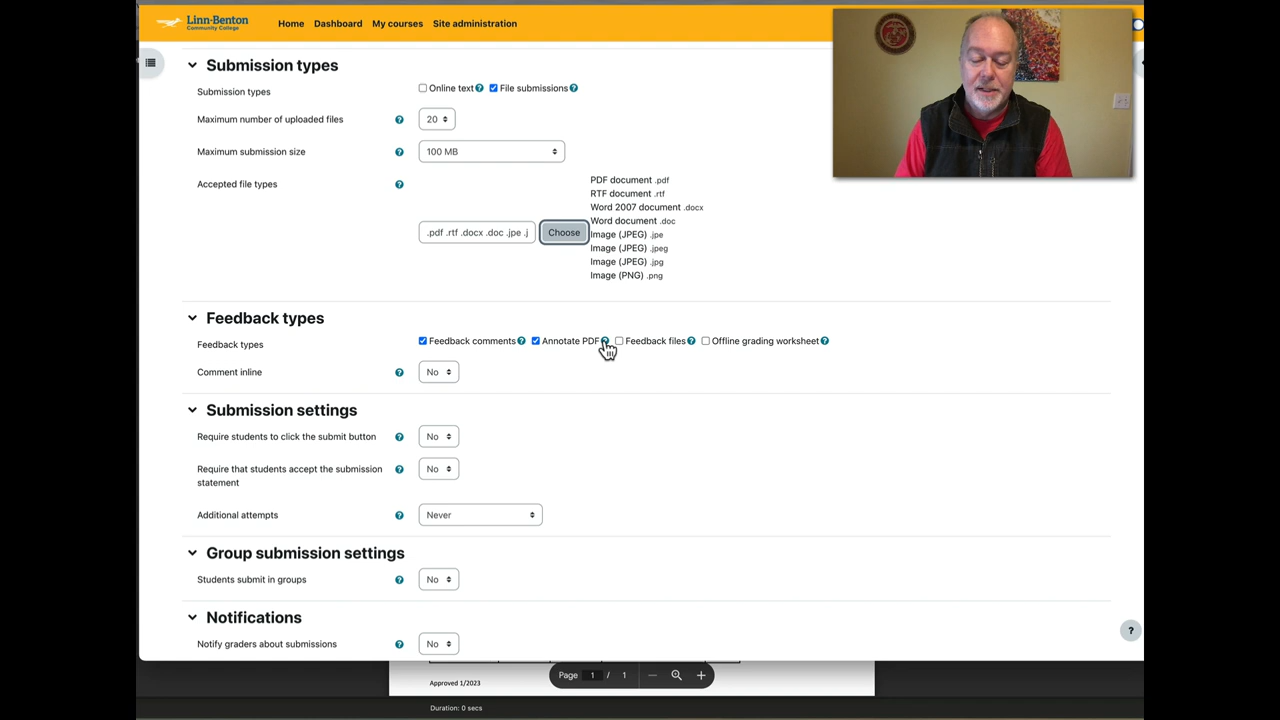 Linn-Benton
Community College
Home Dashboard My courses Site administration
Submission types
Submission types Online text ? File submissions ?
Maximum number of uploaded files ? 20
Maximum submission size ? 100 MB
Accepted file types ?
PDF document .pdf
RTF document .rtf
Word 2007 document .docx
Word document .doc
.pdf .rtf .docx .doc .jpe .j Choose
Image (JPEG) .jpe
Image (JPEG) .jpeg
Image (JPEG) .jpg
Image (PNG) .png
Feedback types
Feedback types Feedback comments ? Annotate PDF ? Feedback files ? Offline grading worksheet ?
Comment inline ? No
Submission settings
Require students to click the submit button ? No
Require that students accept the submission
statement ? No
Additional attempts ? Never
Group submission settings
Students submit in groups ? No
Notifications
Notify graders about submissions ? No
?
Page 1 / 1
Approved 1/2023
Duration: 0 secs